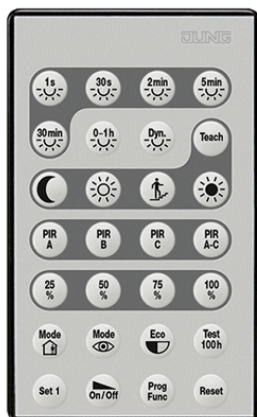 JUNG
1s 30s 2min 5min
30min 0-1h Dyn. Teach
PIR A PIR B PIR C PIR A-C
25 % 50 % 75 % 100 %
Mode Mode Eco Test 100h
Set 1 On/Off Prog Func Reset